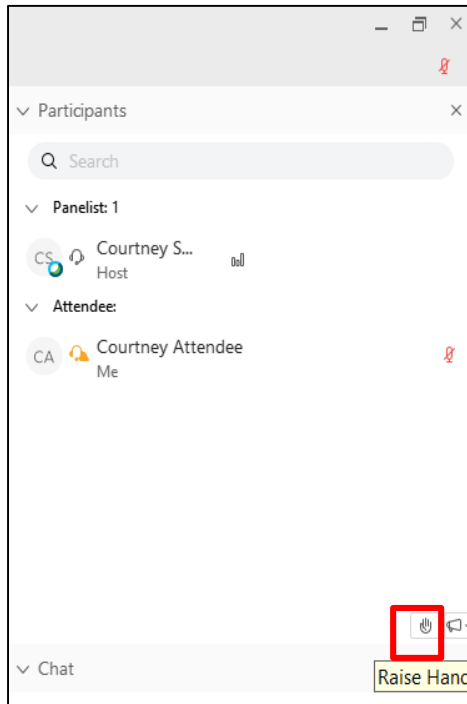 Participants
Search
Panelist: 1
CS
Courtney S...
Host
Attendee:
CA
Courtney Attendee
Me
Chat
Raise Hand